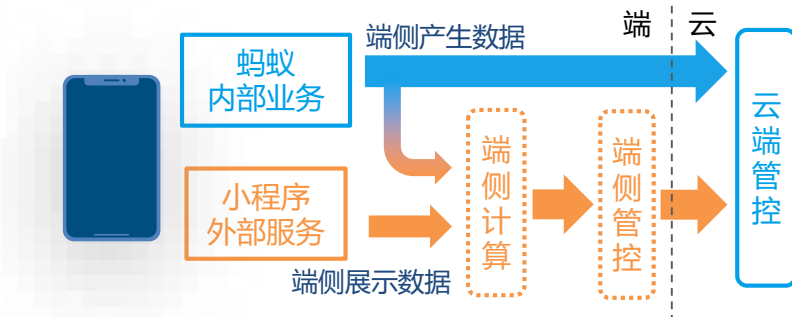 端侧产生数据
端
云
蚂蚁
内部业务
云端管控
端侧计算
端侧管控
小程序
外部服务
端侧展示数据